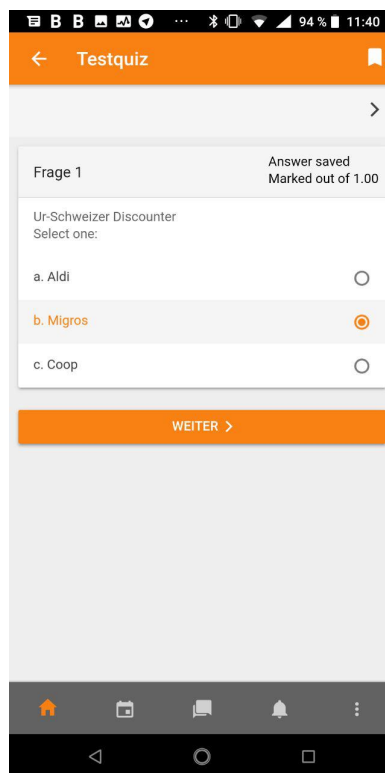 B B ... 94 % 11:40
Testquiz
Frage 1
Answer saved
Marked out of 1.00
Ur-Schweizer Discounter
Select one:
a. Aldi
b. Migros
c. Coop
WEITER